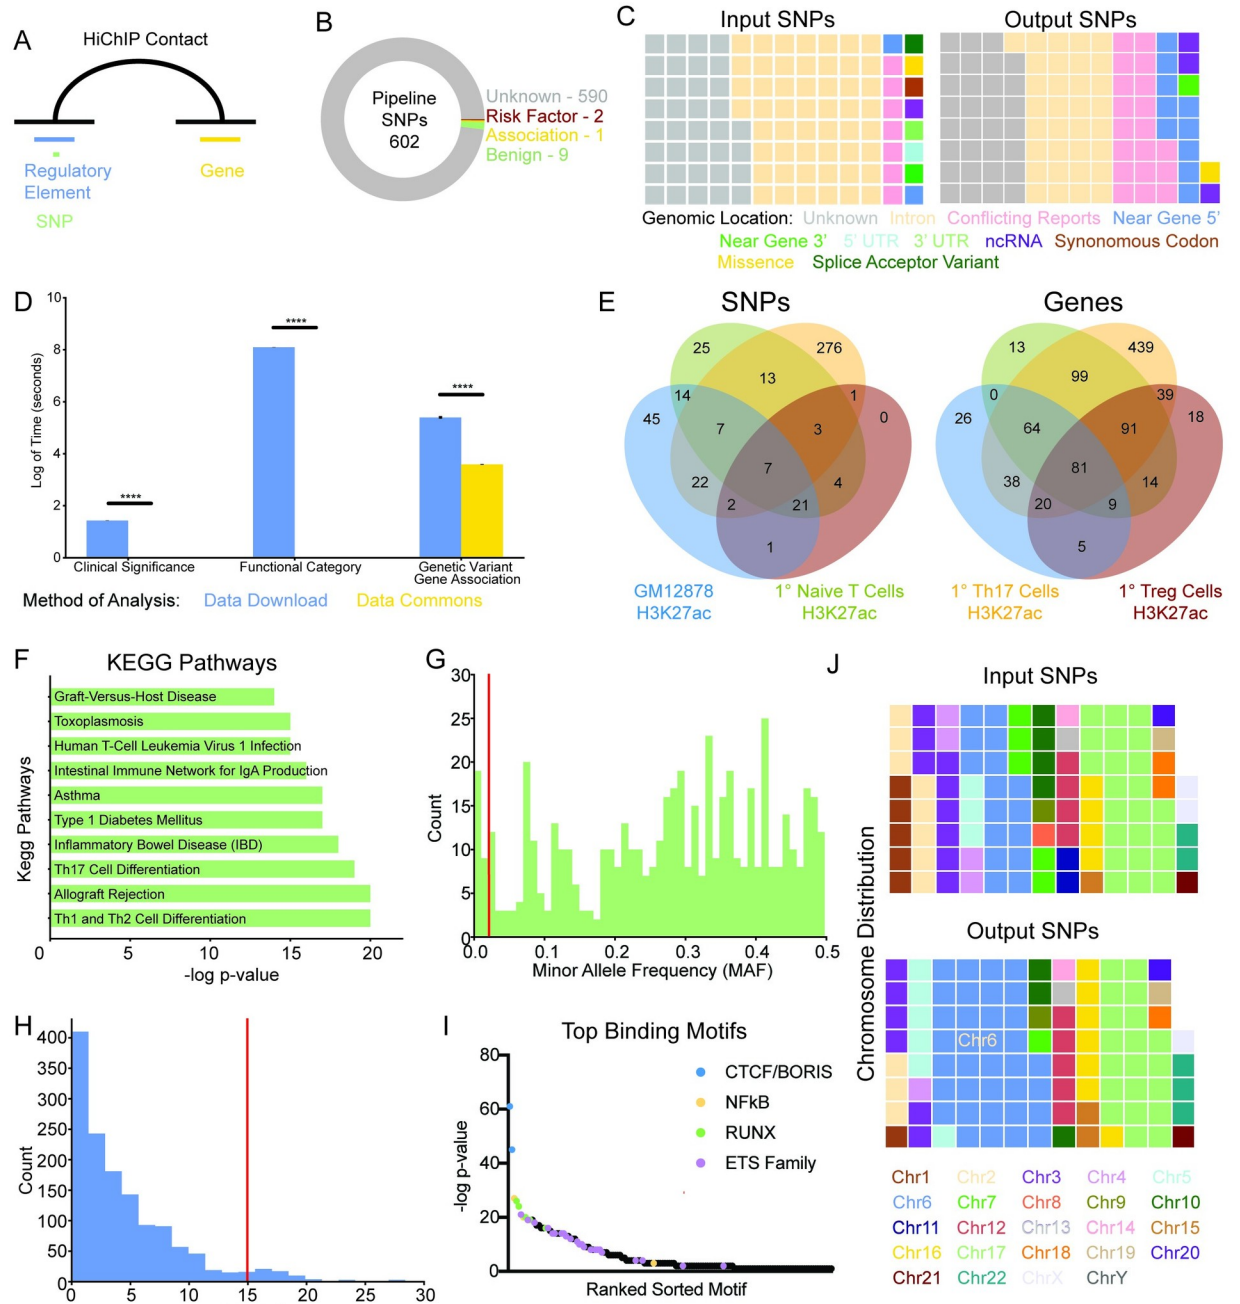 A
HiChIP Contact
Regulatory
Element
Gene
SNP
B
Pipeline
SNPs
602
Unknown - 590
Risk Factor - 2
Association - 1
Benign - 9
C
Input SNPs
Output SNPs
Genomic Location: Unknown Intron Conflicting Reports Near Gene 5'
Near Gene 3' 5' UTR 3' UTR ncRNA Synonomous Codon
Missence Splice Acceptor Variant
D
Log of Time (seconds)
10
8
6
4
2
0
****
****
****
Clinical Significance
Functional Category
Genetic Variant
Gene Association
Method of Analysis: Data Download Data Commons
E
SNPs
25
276
13
14
1
45
0
7
3
7
22
4
2
21
1
Genes
13
439
99
0
39
26
18
64
91
81
38
14
20
9
5
GM12878
H3K27ac
1° Naive T Cells
H3K27ac
1° Th17 Cells
H3K27ac
1° Treg Cells
H3K27ac
F
KEGG Pathways
Kegg Pathways
Graft-Versus-Host Disease
Toxoplasmosis
Human T-Cell Leukemia Virus 1 Infection
Intestinal Immune Network for IgA Production
Asthma
Type 1 Diabetes Mellitus
Inflammatory Bowel Disease (IBD)
Th17 Cell Differentiation
Allograft Rejection
Th1 and Th2 Cell Differentiation
0 5 10 15 20
-log p-value
G
Count
30
25
20
15
10
5
0
0.0 0.1 0.2 0.3 0.4 0.5
Minor Allele Frequency (MAF)
H
Count
400
350
300
250
200
150
100
50
0
0 5 10 15 20 25 30
I
Top Binding Motifs
-log p-value
80
60
40
20
0
CTCF/BORIS
NFkB
RUNX
ETS Family
Ranked Sorted Motif
J
Chromosome Distribution
Input SNPs
Output SNPs
Chr6
Chr1 Chr2 Chr3 Chr4 Chr5
Chr6 Chr7 Chr8 Chr9 Chr10
Chr11 Chr12 Chr13 Chr14 Chr15
Chr16 Chr17 Chr18 Chr19 Chr20
Chr21 Chr22 ChrX ChrY